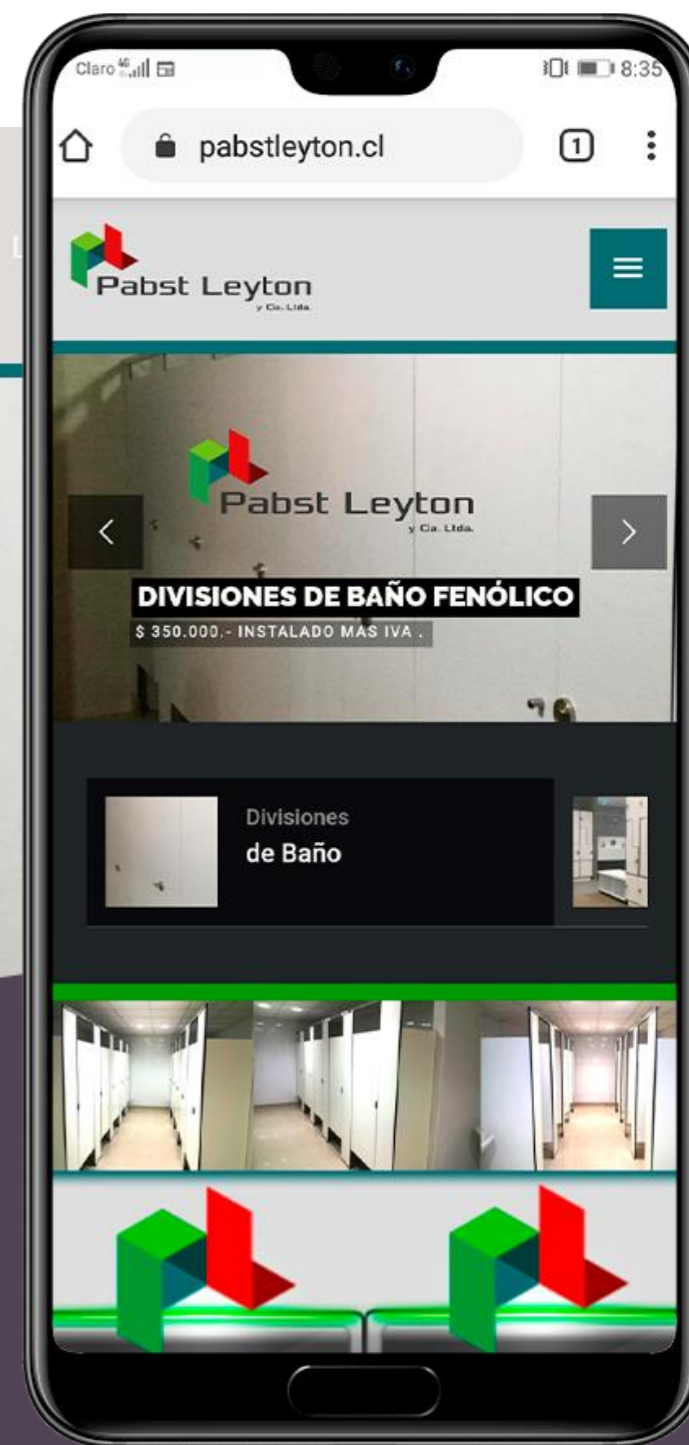 Claro 4G 8:35
pabstleyton.cl 1
Pabst Leyton
y Cia. Ltda.
Pabst Leyton
y Cia. Ltda.
DIVISIONES DE BAÑO FENÓLICO
$ 350.000.- INSTALADO MAS IVA .
Divisiones
de Baño